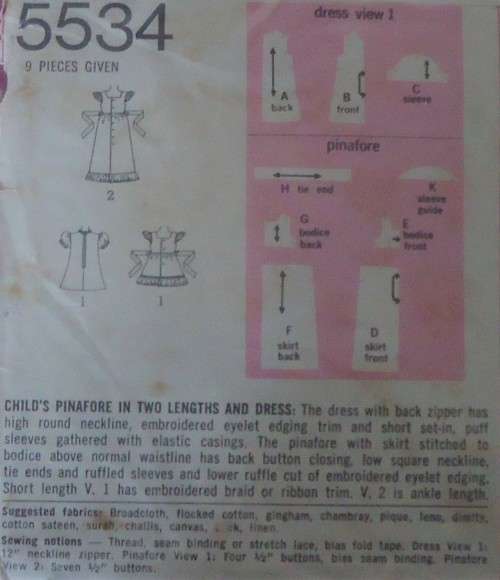 5534
9 PIECES GIVEN
2
1
1
dress view 1
A
back
B
front
C
sleeve
pinafore
H tie end
K
sleeve
guide
G
bodice
back
E
bodice
front
F
skirt
back
D
skirt
front
CHILD'S PINAFORE IN TWO LENGTHS AND DRESS: The dress with back zipper has
high round neckline, embroidered eyelet edging trim and short set-in, puff
sleeves gathered with elastic casings. The pinafore with skirt stitched to
bodice above normal waistline has back button closing, low square neckline,
tie ends and ruffled sleeves and lower ruffle cut of embroidered eyelet edging.
Short length V. 1 has embroidered braid or ribbon trim. V. 2 is ankle length.
Suggested fabrics: Broadcloth, flocked cotton, gingham, chambray, pique, leno, dimity,
cotton sateen, surah, challis, canvas, linen.
Sewing notions — Thread, seam binding or stretch lace, bias fold tape. Dress View 1:
12" neckline zipper. Pinafore View 1: Four ½" buttons, bias seam binding. Pinafore
View 2: Seven ½" buttons.